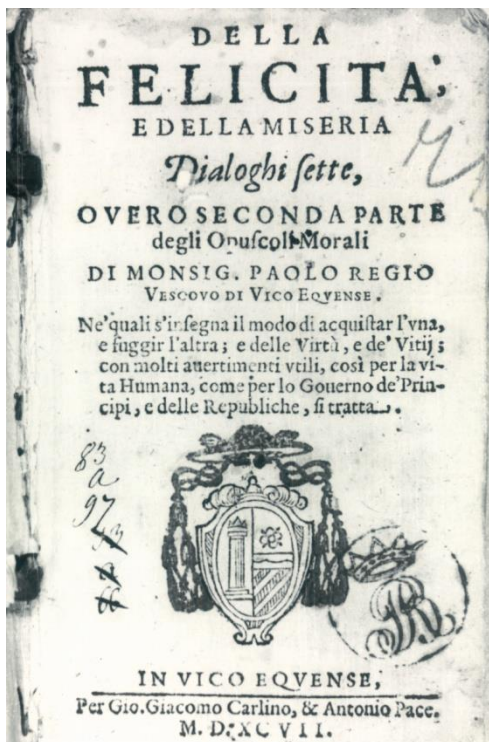 DELLA
FELICITA,
E DELLA MISERIA
Dialoghi ſette,
OVERO SECONDA PARTE
degli Opuſcoli Morali
DI MONSIG. PAOLO REGIO
VESCOVO DI VICO EQVENSE.
Ne'quali s'inſegna il modo di acquiſtar l'vna,
e fuggir l'altra; e delle Virtù, e de' Vitij;
con molti auertimenti vtili, così per la vi-
ta Humana, come per lo Gouerno de'Prin-
cipi, e delle Republiche, ſi tratta.
83
a
97
IN VICO EQVENSE,
Per Gio.Giacomo Carlino, & Antonio Pace.
M. D. XCVII.